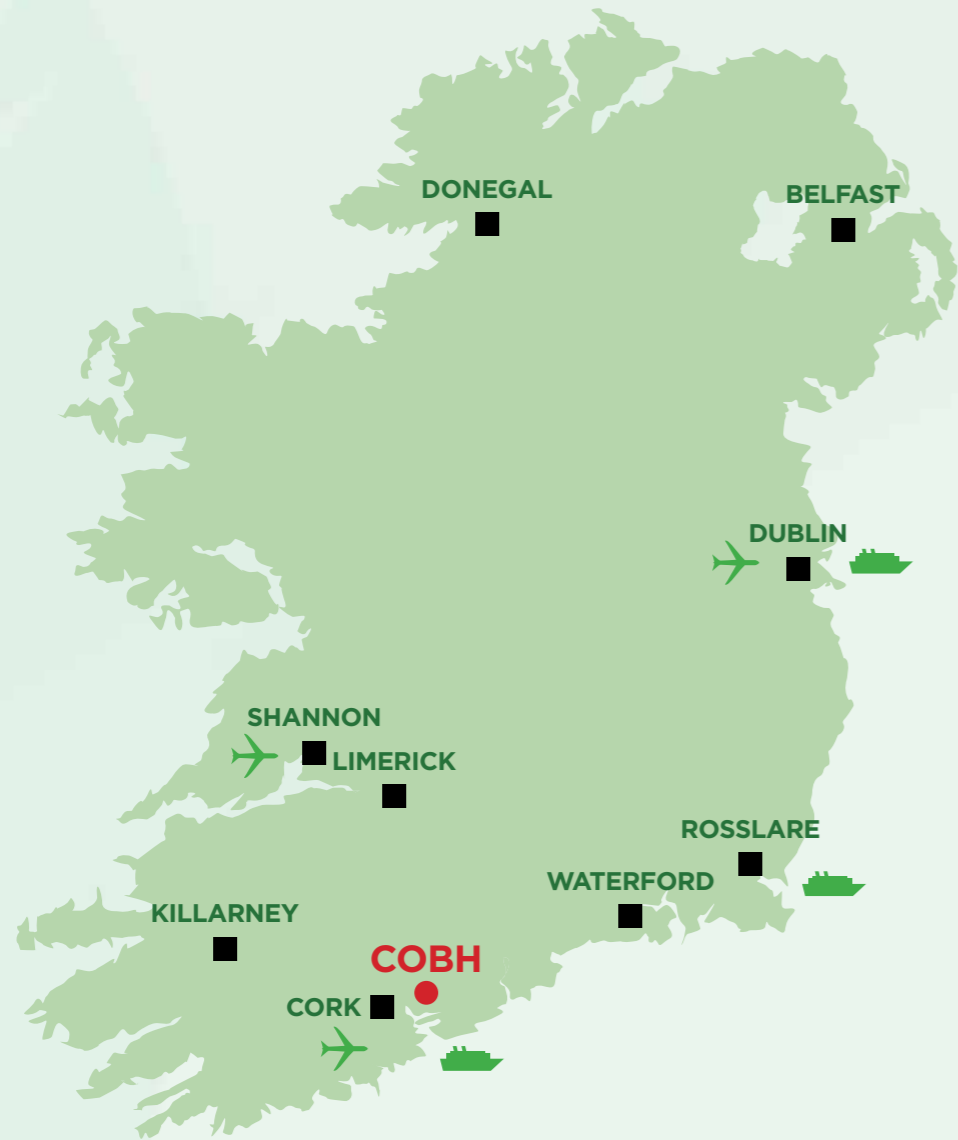 DONEGAL
BELFAST
DUBLIN
SHANNON
LIMERICK
ROSSLARE
WATERFORD
KILLARNEY
COBH
CORK